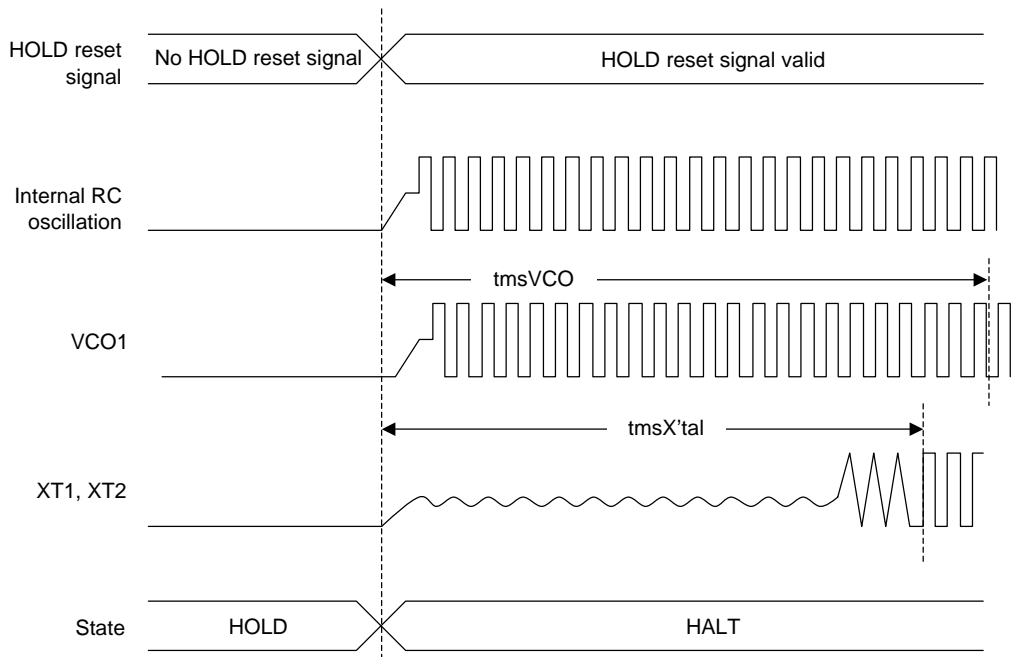 HOLD reset
signal
No HOLD reset signal
HOLD reset signal valid
Internal RC
oscillation
tmsVCO
VCO1
tmsX'tal
XT1, XT2
State
HOLD
HALT